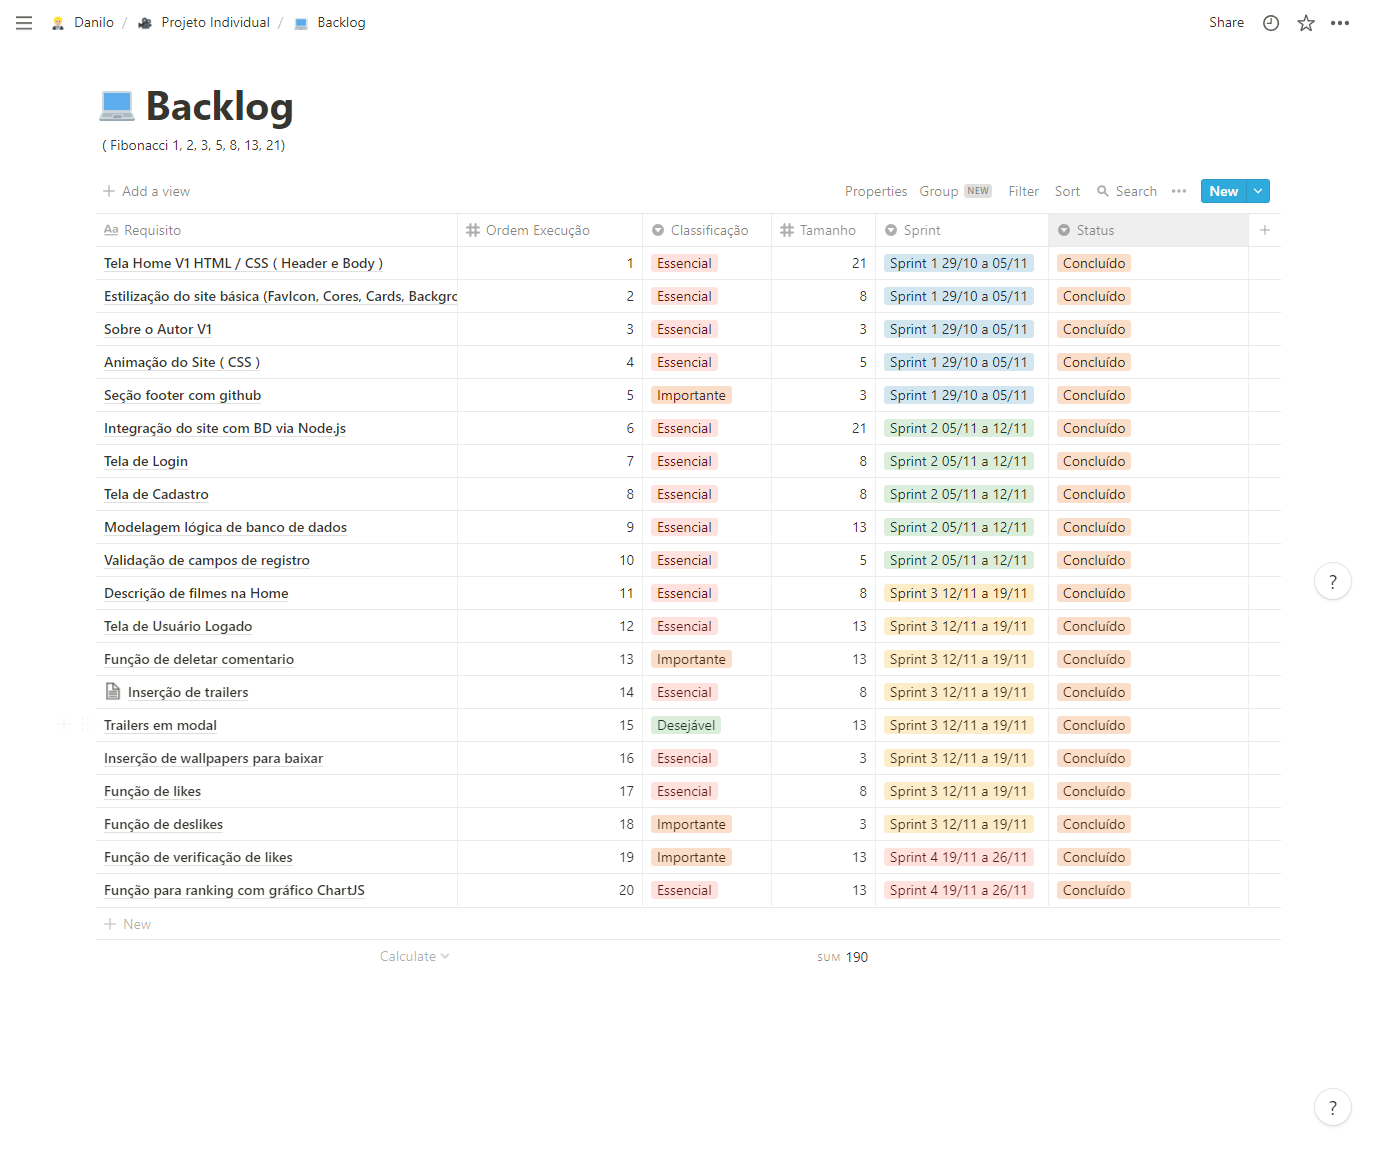 Danilo / Projeto Individual / Backlog Share
Backlog
( Fibonacci 1, 2, 3, 5, 8, 13, 21)
Add a view Properties Group NEW Filter Sort Search New
Aa Requisito # Ordem Execução Classificação # Tamanho Sprint Status
Tela Home V1 HTML / CSS ( Header e Body ) 1 Essencial 21 Sprint 1 29/10 a 05/11 Concluído
Estilização do site básica (FavIcon, Cores, Cards, Backgro 2 Essencial 8 Sprint 1 29/10 a 05/11 Concluído
Sobre o Autor V1 3 Essencial 3 Sprint 1 29/10 a 05/11 Concluído
Animação do Site ( CSS ) 4 Essencial 5 Sprint 1 29/10 a 05/11 Concluído
Seção footer com github 5 Importante 3 Sprint 1 29/10 a 05/11 Concluído
Integração do site com BD via Node.js 6 Essencial 21 Sprint 2 05/11 a 12/11 Concluído
Tela de Login 7 Essencial 8 Sprint 2 05/11 a 12/11 Concluído
Tela de Cadastro 8 Essencial 8 Sprint 2 05/11 a 12/11 Concluído
Modelagem lógica de banco de dados 9 Essencial 13 Sprint 2 05/11 a 12/11 Concluído
Validação de campos de registro 10 Essencial 5 Sprint 2 05/11 a 12/11 Concluído
Descrição de filmes na Home 11 Essencial 8 Sprint 3 12/11 a 19/11 Concluído
Tela de Usuário Logado 12 Essencial 13 Sprint 3 12/11 a 19/11 Concluído
Função de deletar comentario 13 Importante 13 Sprint 3 12/11 a 19/11 Concluído
Inserção de trailers 14 Essencial 8 Sprint 3 12/11 a 19/11 Concluído
Trailers em modal 15 Desejável 13 Sprint 3 12/11 a 19/11 Concluído
Inserção de wallpapers para baixar 16 Essencial 3 Sprint 3 12/11 a 19/11 Concluído
Função de likes 17 Essencial 8 Sprint 3 12/11 a 19/11 Concluído
Função de deslikes 18 Importante 3 Sprint 3 12/11 a 19/11 Concluído
Função de verificação de likes 19 Importante 13 Sprint 4 19/11 a 26/11 Concluído
Função para ranking com gráfico ChartJS 20 Essencial 13 Sprint 4 19/11 a 26/11 Concluído
New
Calculate SUM 190
?
?